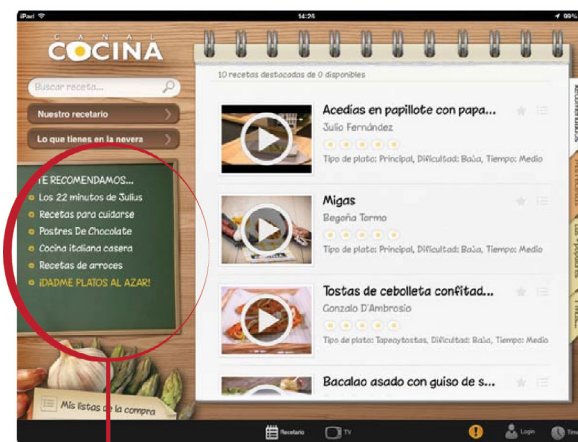 iPad
14:26
99%
CANAL
COCINA
Buscar receta...
Nuestro recetario
Lo que tienes en la nevera
TE RECOMENDAMOS...
Los 22 minutos de Julius
Recetas para cuidarse
Postres De Chocolate
Cocina italiana casera
Recetas de arroces
¡DADME PLATOS AL AZAR!
Mis listas de la compra
10 recetas destacadas de 0 disponibles
Acedías en papillote con papa...
Julio Fernández
Tipo de plato: Principal, Dificultad: Baja, Tiempo: Medio
Migas
Begoña Tormo
Tipo de plato: Principal, Dificultad: Baja, Tiempo: Medio
Tostas de cebolleta confitad...
Gonzalo D'Ambrosio
Tipo de plato: Tapasytostas, Dificultad: Baja, Tiempo: Medio
Bacalao asado con guiso de s...
Recetario
TV
Login